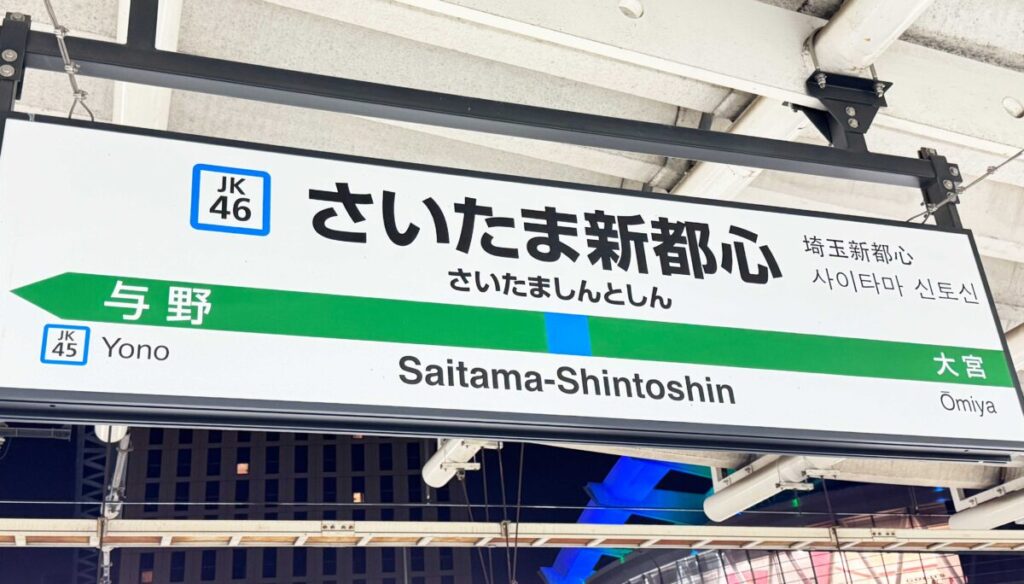 JK
46
さいたま新都心
埼玉新都心
사이타마 신토신
さいたましんとしん
与野
大宮
JK
45
Yono
Saitama-Shintoshin
Ōmiya